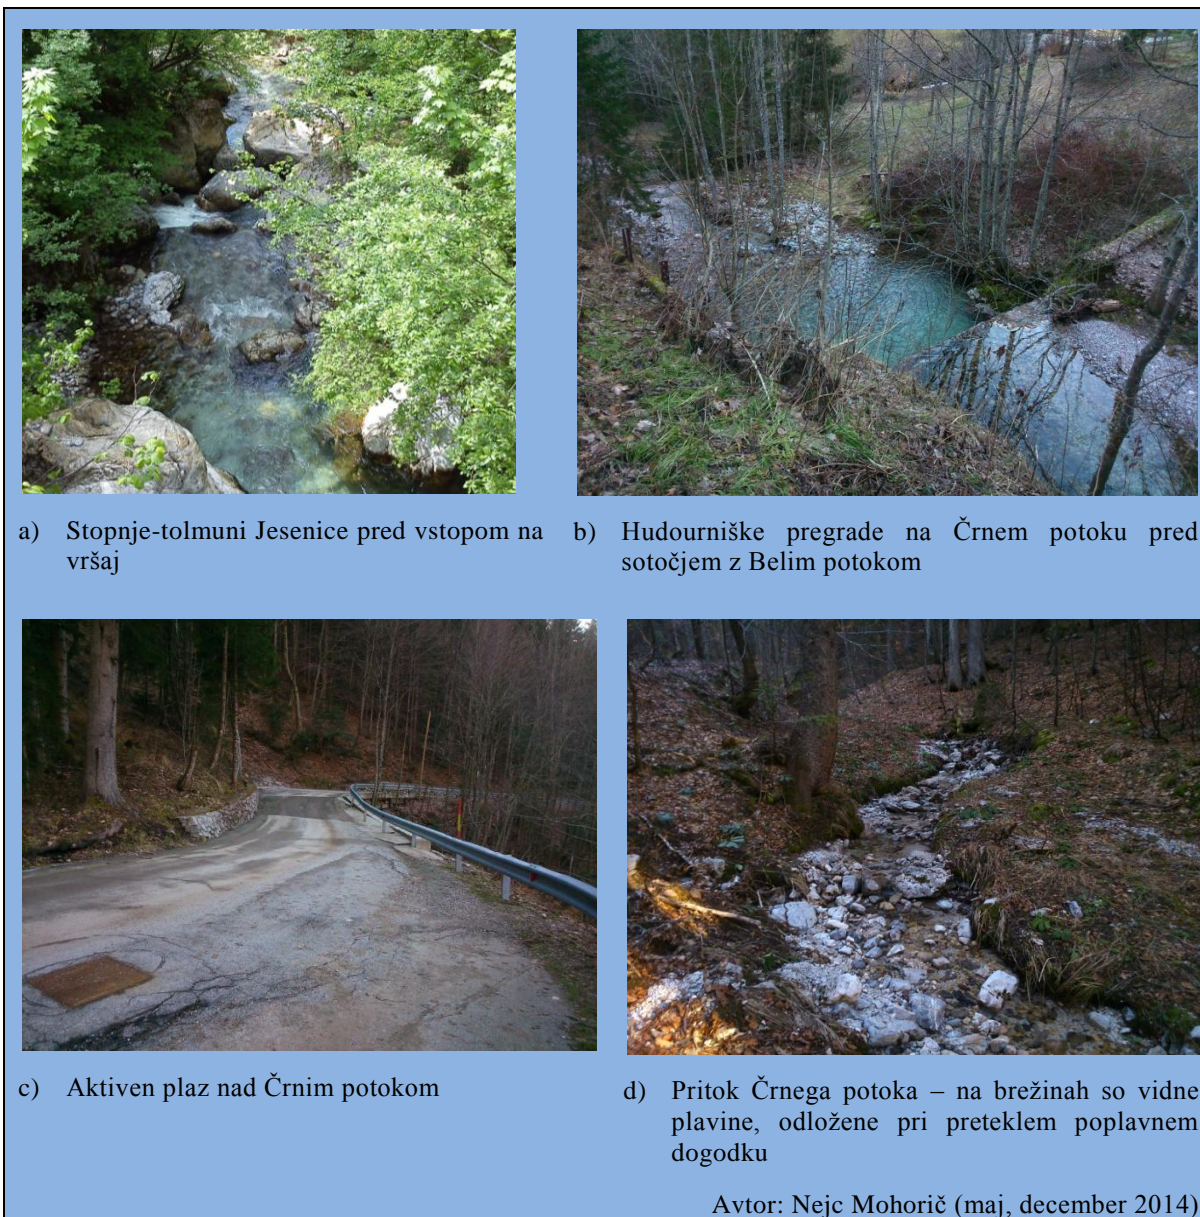 a) Stopnje-tolmuni Jesenice pred vstopom na
vršaj
b) Hudourniške pregrade na Črnem potoku pred
sotočjem z Belim potokom
c) Aktiven plaz nad Črnim potokom
d) Pritok Črnega potoka – na brežinah so vidne
plavine, odložene pri preteklem poplavnem
dogodku
Avtor: Nejc Mohorič (maj, december 2014)